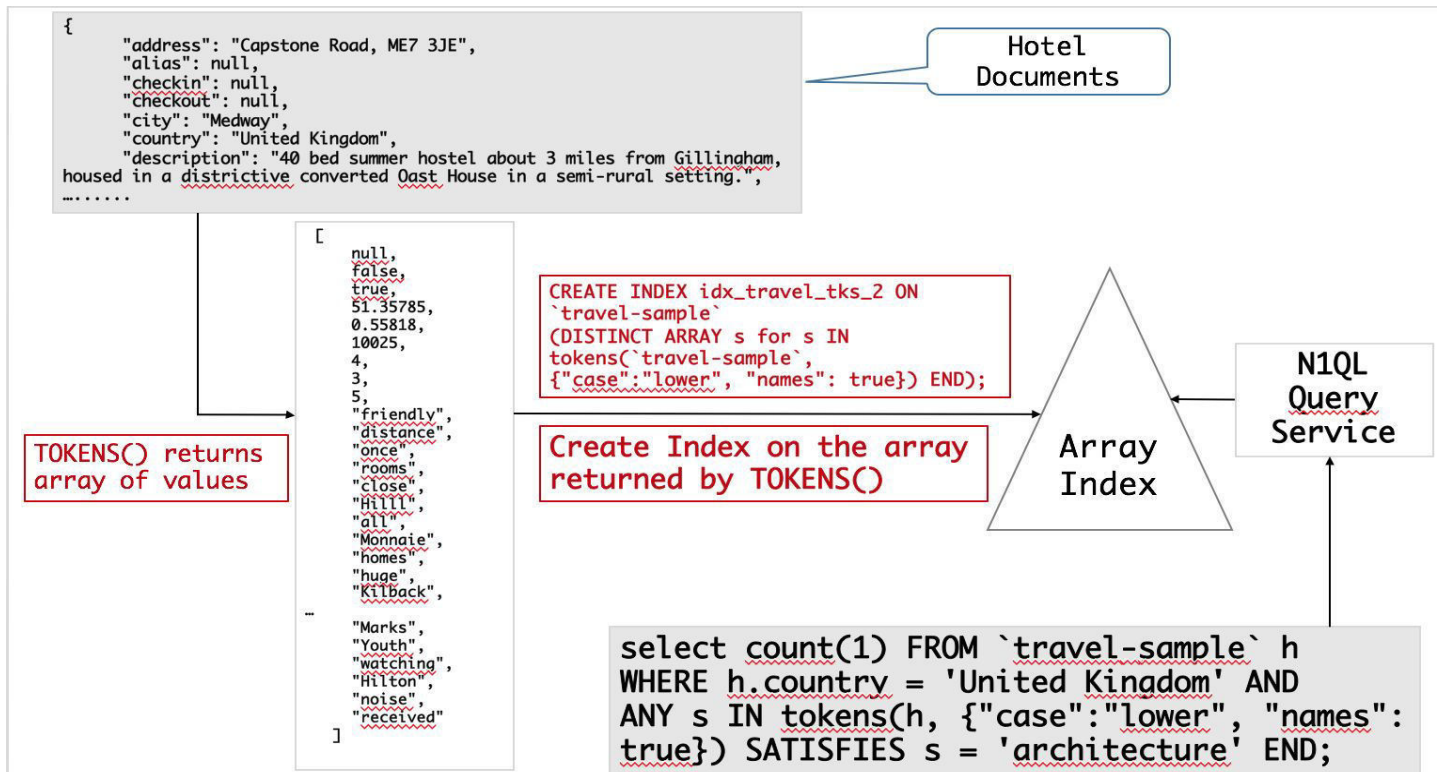 {
"address": "Capstone Road, ME7 3JE",
"alias": null,
"checkin": null,
"checkout": null,
"city": "Medway",
"country": "United Kingdom",
"description": "40 bed summer hostel about 3 miles from Gillingham,
housed in a districtive converted Oast House in a semi-rural setting.",
…......
Hotel
Documents
[
null,
false,
true,
51.35785,
0.55818,
10025,
4,
3,
5,
"friendly",
"distance",
"once",
"rooms",
"close",
"Hilll",
"all",
"Monnaie",
"homes",
"huge",
"Kilback",
…
"Marks",
"Youth",
"watching",
"Hilton",
"noise",
"received"
]
TOKENS() returns
array of values
CREATE INDEX idx_travel_tks_2 ON
`travel-sample`
(DISTINCT ARRAY s for s IN
tokens(`travel-sample`,
{"case":"lower", "names": true}) END);
Create Index on the array
returned by TOKENS()
Array
Index
N1QL
Query
Service
select count(1) FROM `travel-sample` h
WHERE h.country = 'United Kingdom' AND
ANY s IN tokens(h, {"case":"lower", "names":
true}) SATISFIES s = 'architecture' END;